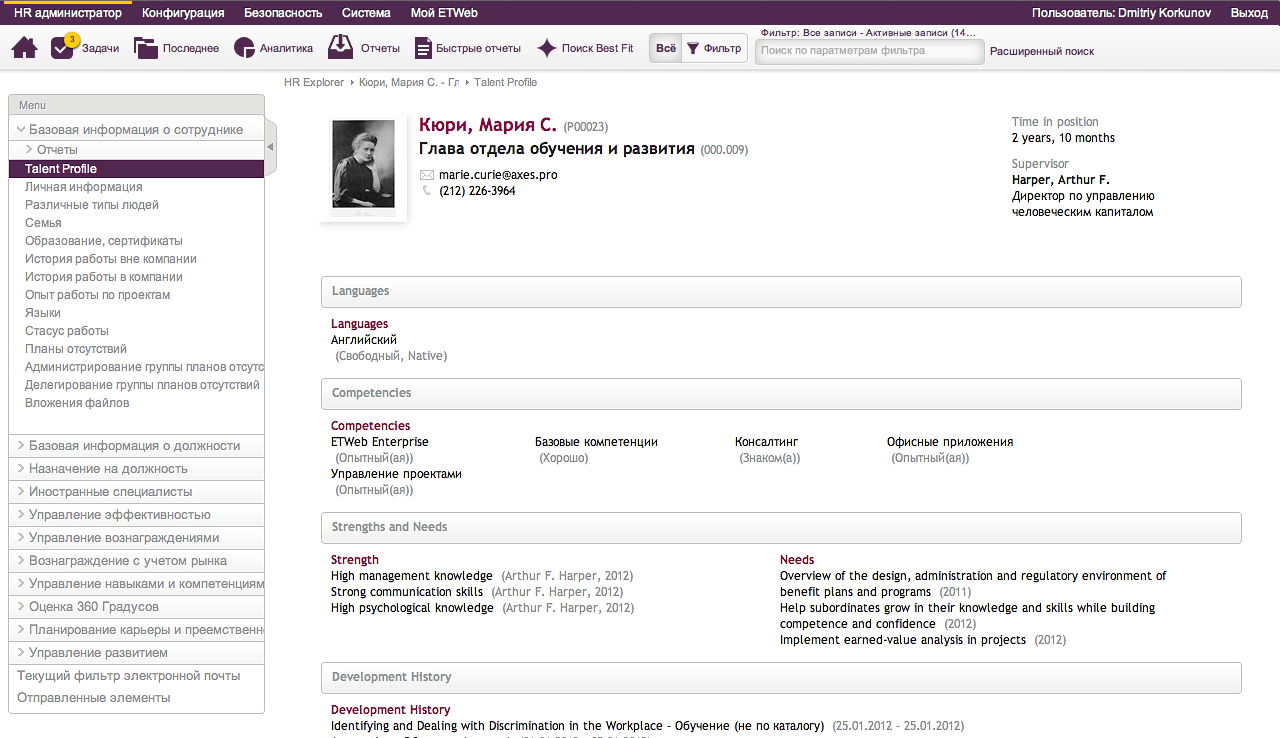 HR администратор Конфигурация Безопасность Система Мой ETWeb Пользователь: Dmitriy Korkunov Выход
3 Задачи Последнее Аналитика Отчеты Быстрые отчеты Поиск Best Fit Всё Фильтр
Фильтр: Все записи - Активные записи (14...
Поиск по паратметрам фильтра Расширенный поиск
HR Explorer Кюри, Мария С. - Гл Talent Profile
Menu
Базовая информация о сотруднике
Отчеты
Talent Profile
Личная информация
Различные типы людей
Семья
Образование, сертификаты
История работы вне компании
История работы в компании
Опыт работы по проектам
Языки
Стасус работы
Планы отсутствий
Администрирование группы планов отсутс
Делегирование группы планов отсутствий
Вложения файлов
Базовая информация о должности
Назначение на должность
Иностранные специалисты
Управление эффективностью
Управление вознаграждениями
Вознаграждение с учетом рынка
Управление навыками и компетенциям
Оценка 360 Градусов
Планирование карьеры и преемственн
Управление развитием
Текущий фильтр электронной почты
Отправленные элементы
Кюри, Мария С. (P00023)
Глава отдела обучения и развития (000.009)
marie.curie@axes.pro
(212) 226-3964
Time in position
2 years, 10 months
Supervisor
Harper, Arthur F.
Директор по управлению
человеческим капиталом
Languages
Languages
Английский
(Свободный, Native)
Competencies
Competencies
ETWeb Enterprise Базовые компетенции Консалтинг Офисные приложения
(Опытный(ая)) (Хорошо) (Знаком(а)) (Опытный(ая))
Управление проектами
(Опытный(ая))
Strengths and Needs
Strength
High management knowledge (Arthur F. Harper, 2012)
Strong communication skills (Arthur F. Harper, 2012)
High psychological knowledge (Arthur F. Harper, 2012)
Needs
Overview of the design, administration and regulatory environment of
benefit plans and programs (2011)
Help subordinates grow in their knowledge and skills while building
competence and confidence (2012)
Implement earned-value analysis in projects (2012)
Development History
Development History
Identifying and Dealing with Discrimination in the Workplace - Обучение (не по каталогу) (25.01.2012 - 25.01.2012)